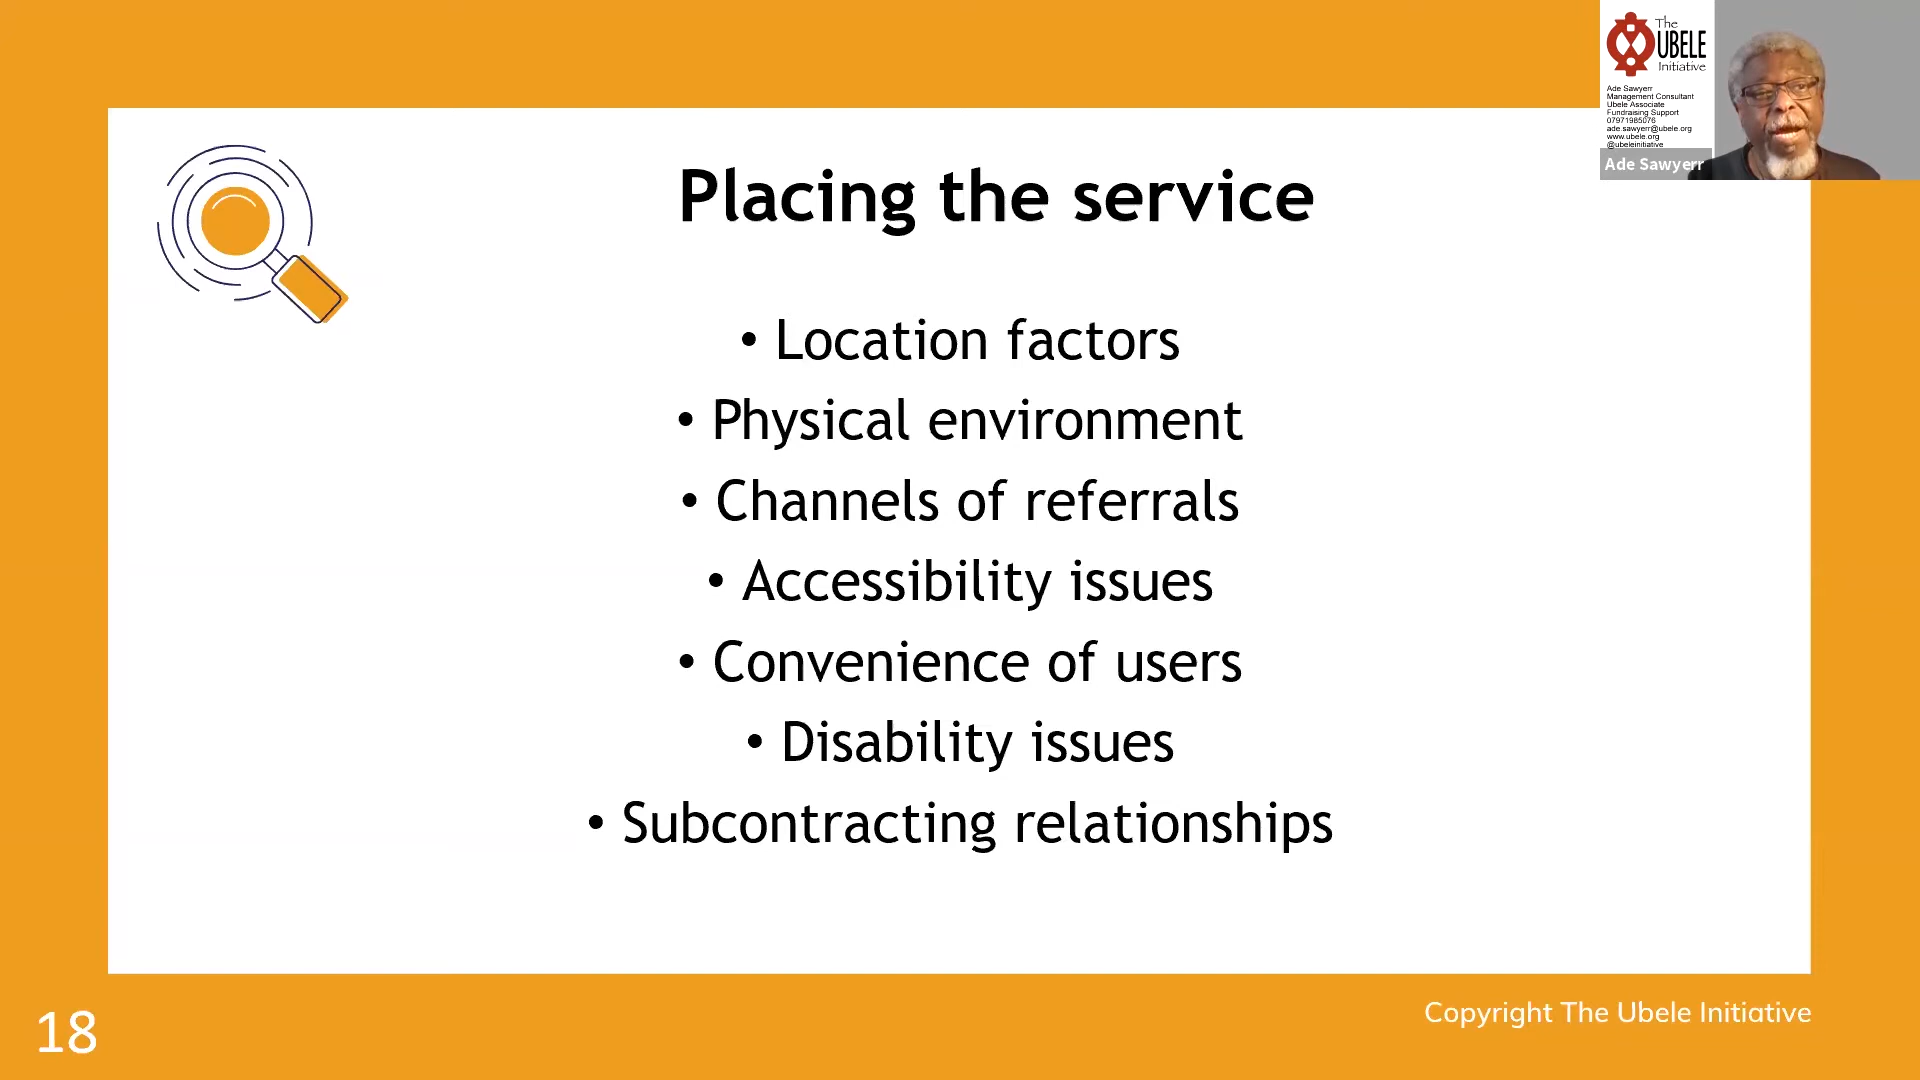 The
UBELE
Initiative
Ade Sawyerr
Management Consultant
Ubele Associate
Fundraising Support
07971985076
ade.sawyerr@ubele.org
www.ubele.org
@ubeleinitiative
Ade Sawyerr
Placing the service
• Location factors
• Physical environment
• Channels of referrals
• Accessibility issues
• Convenience of users
• Disability issues
• Subcontracting relationships
18
Copyright The Ubele Initiative